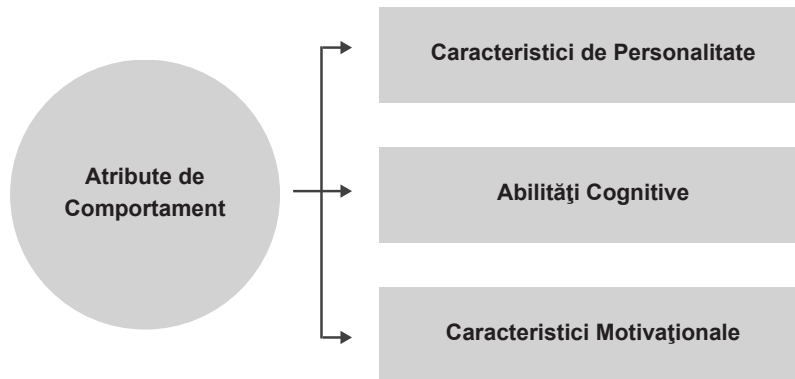 Atribute de
Comportament
Caracteristici de Personalitate
Abilităţi Cognitive
Caracteristici Motivaţionale